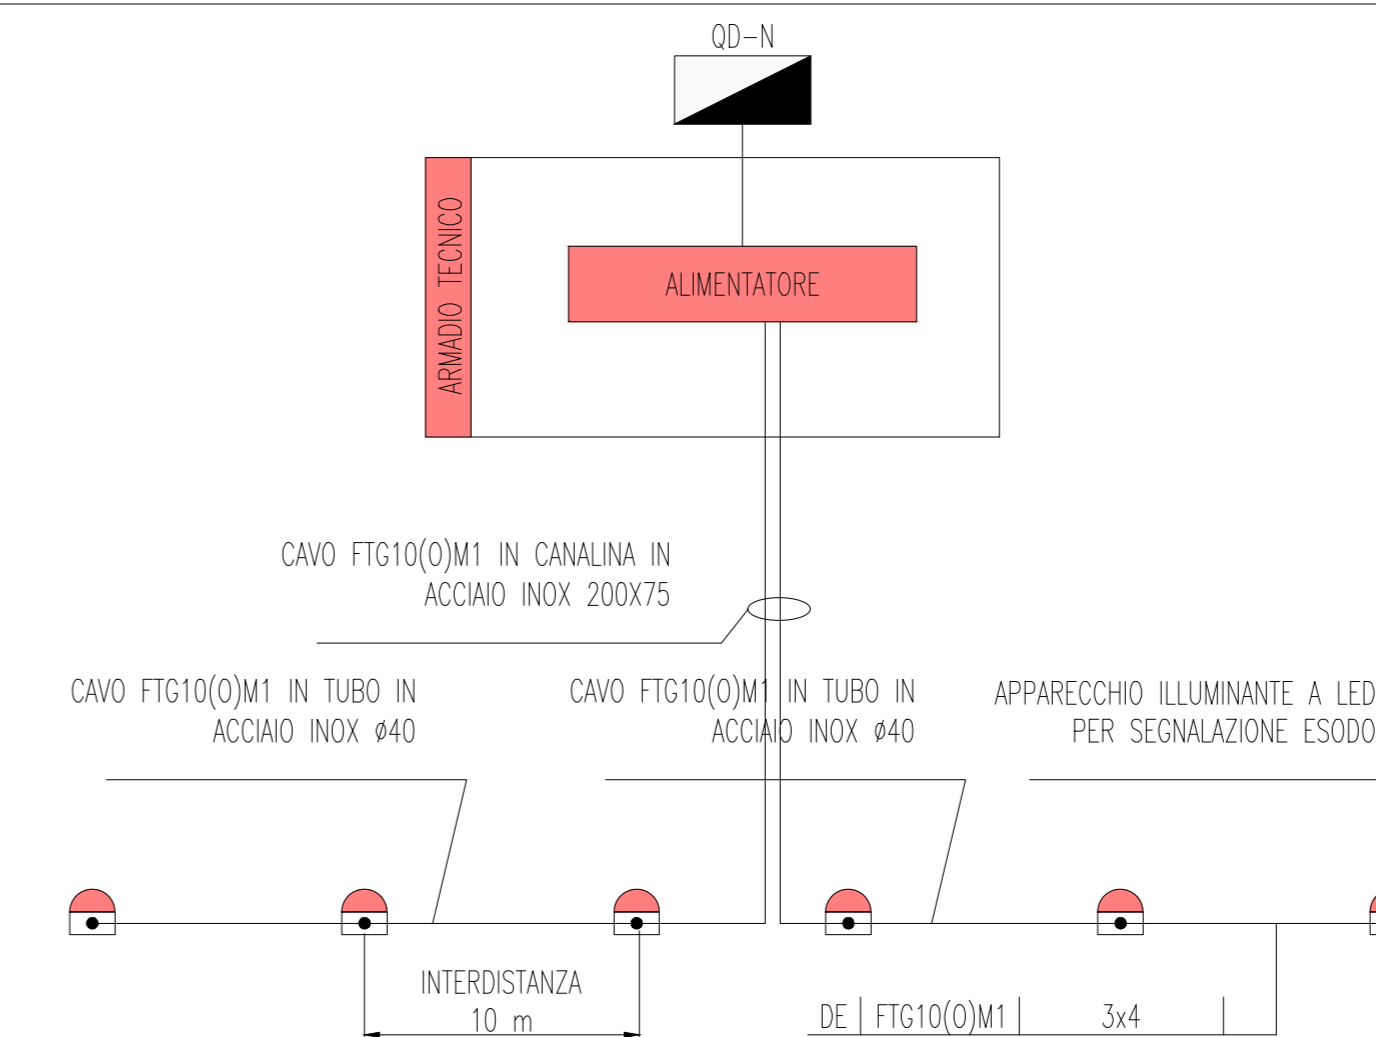 QD-N
ARMADIO TECNICO
ALIMENTATORE
CAVO FTG10(O)M1 IN CANALINA IN
ACCIAIO INOX 200X75
CAVO FTG10(O)M1 IN TUBO IN
ACCIAIO INOX ø40
CAVO FTG10(O)M1 IN TUBO IN
ACCIAIO INOX ø40
APPARECCHIO ILLUMINANTE A LED
PER SEGNALAZIONE ESODO
INTERDISTANZA
10 m
DE FTG10(O)M1 3x4